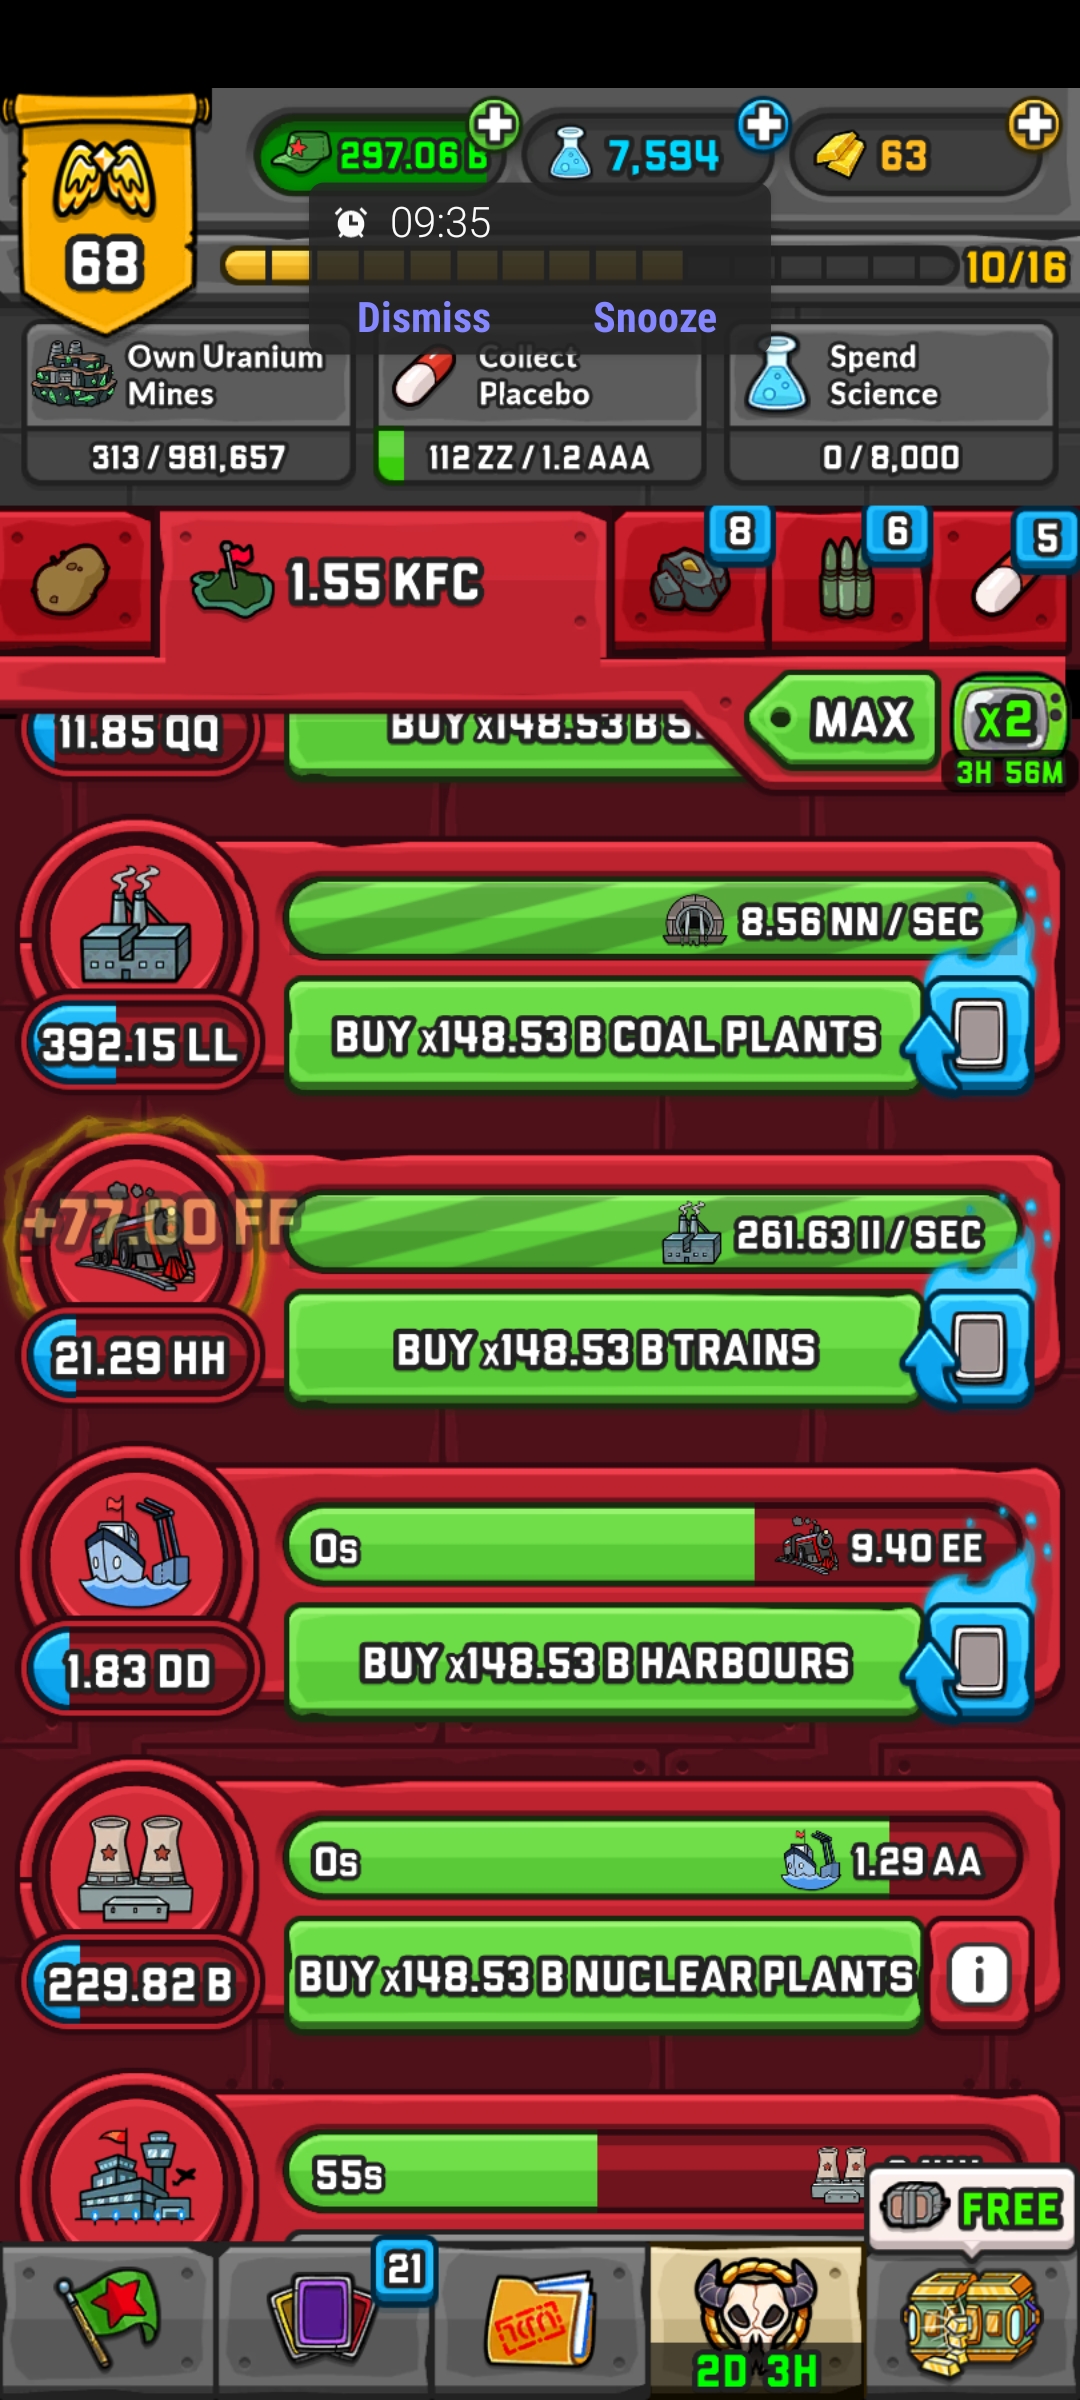 297.06 B
7,594
63
68
09:35
10/16
Dismiss
Snooze
Own Uranium
Mines
Collect
Placebo
Spend
Science
313 / 981,657
112 ZZ / 1.2 AAA
0 / 8,000
8
6
5
1.55 KFC
MAX
x2
3H 56M
11.85 QQ
BUY x148.53 B S...
8.56 NN / SEC
392.15 LL
BUY x148.53 B COAL PLANTS
+77.60 FF
261.63 II / SEC
21.29 HH
BUY x148.53 B TRAINS
0s
9.40 EE
1.83 DD
BUY x148.53 B HARBOURS
0s
1.29 AA
229.82 B
BUY x148.53 B NUCLEAR PLANTS
i
55s
FREE
21
2D 3H